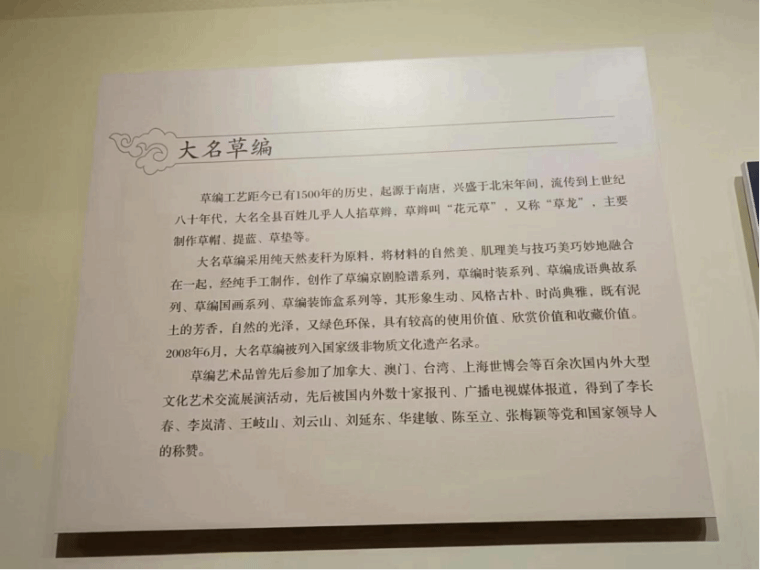 大名草编
草编工艺距今已有1500年的历史，起源于南唐，兴盛于北宋年间，流传到上世纪
八十年代，大名全县百姓几乎人人掐草辫，草辫叫“花元草”，又称“草龙”，主要
制作草帽、提蓝、草垫等。
大名草编采用纯天然麦秆为原料，将材料的自然美、肌理美与技巧美巧妙地融合
在一起，经纯手工制作，创作了草编京剧脸谱系列，草编时装系列、草编成语典故系
列、草编国画系列、草编装饰盒系列等，其形象生动、风格古朴、时尚典雅，既有泥
土的芳香，自然的光泽，又绿色环保，具有较高的使用价值、欣赏价值和收藏价值。
2008年6月，大名草编被列入国家级非物质文化遗产名录。
草编艺术品曾先后参加了加拿大、澳门、台湾、上海世博会等百余次国内外大型
文化艺术交流展演活动，先后被国内外数十家报刊、广播电视媒体报道，得到了李长
春、李岚清、王岐山、刘云山、刘延东、华建敏、陈至立、张梅颖等党和国家领导人
的称赞。